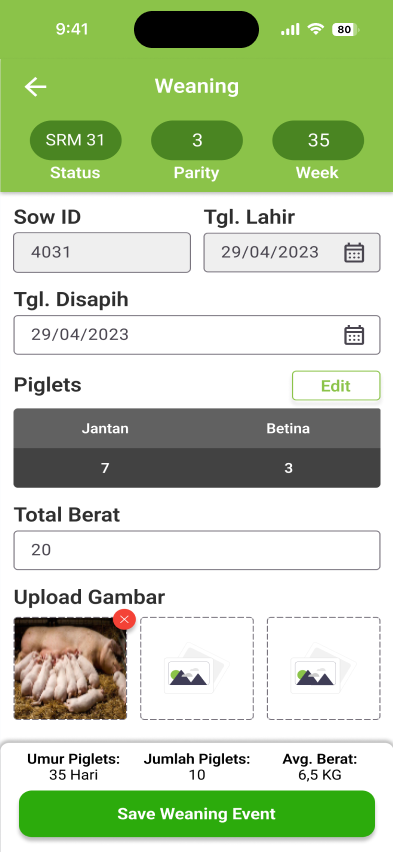 9:41 80
Weaning
SRM 31 3 35
Status Parity Week
Sow ID Tgl. Lahir
4031 29/04/2023
Tgl. Disapih
29/04/2023
Piglets Edit
Jantan Betina
7 3
Total Berat
20
Upload Gambar
Umur Piglets: Jumlah Piglets: Avg. Berat:
35 Hari 10 6,5 KG
Save Weaning Event